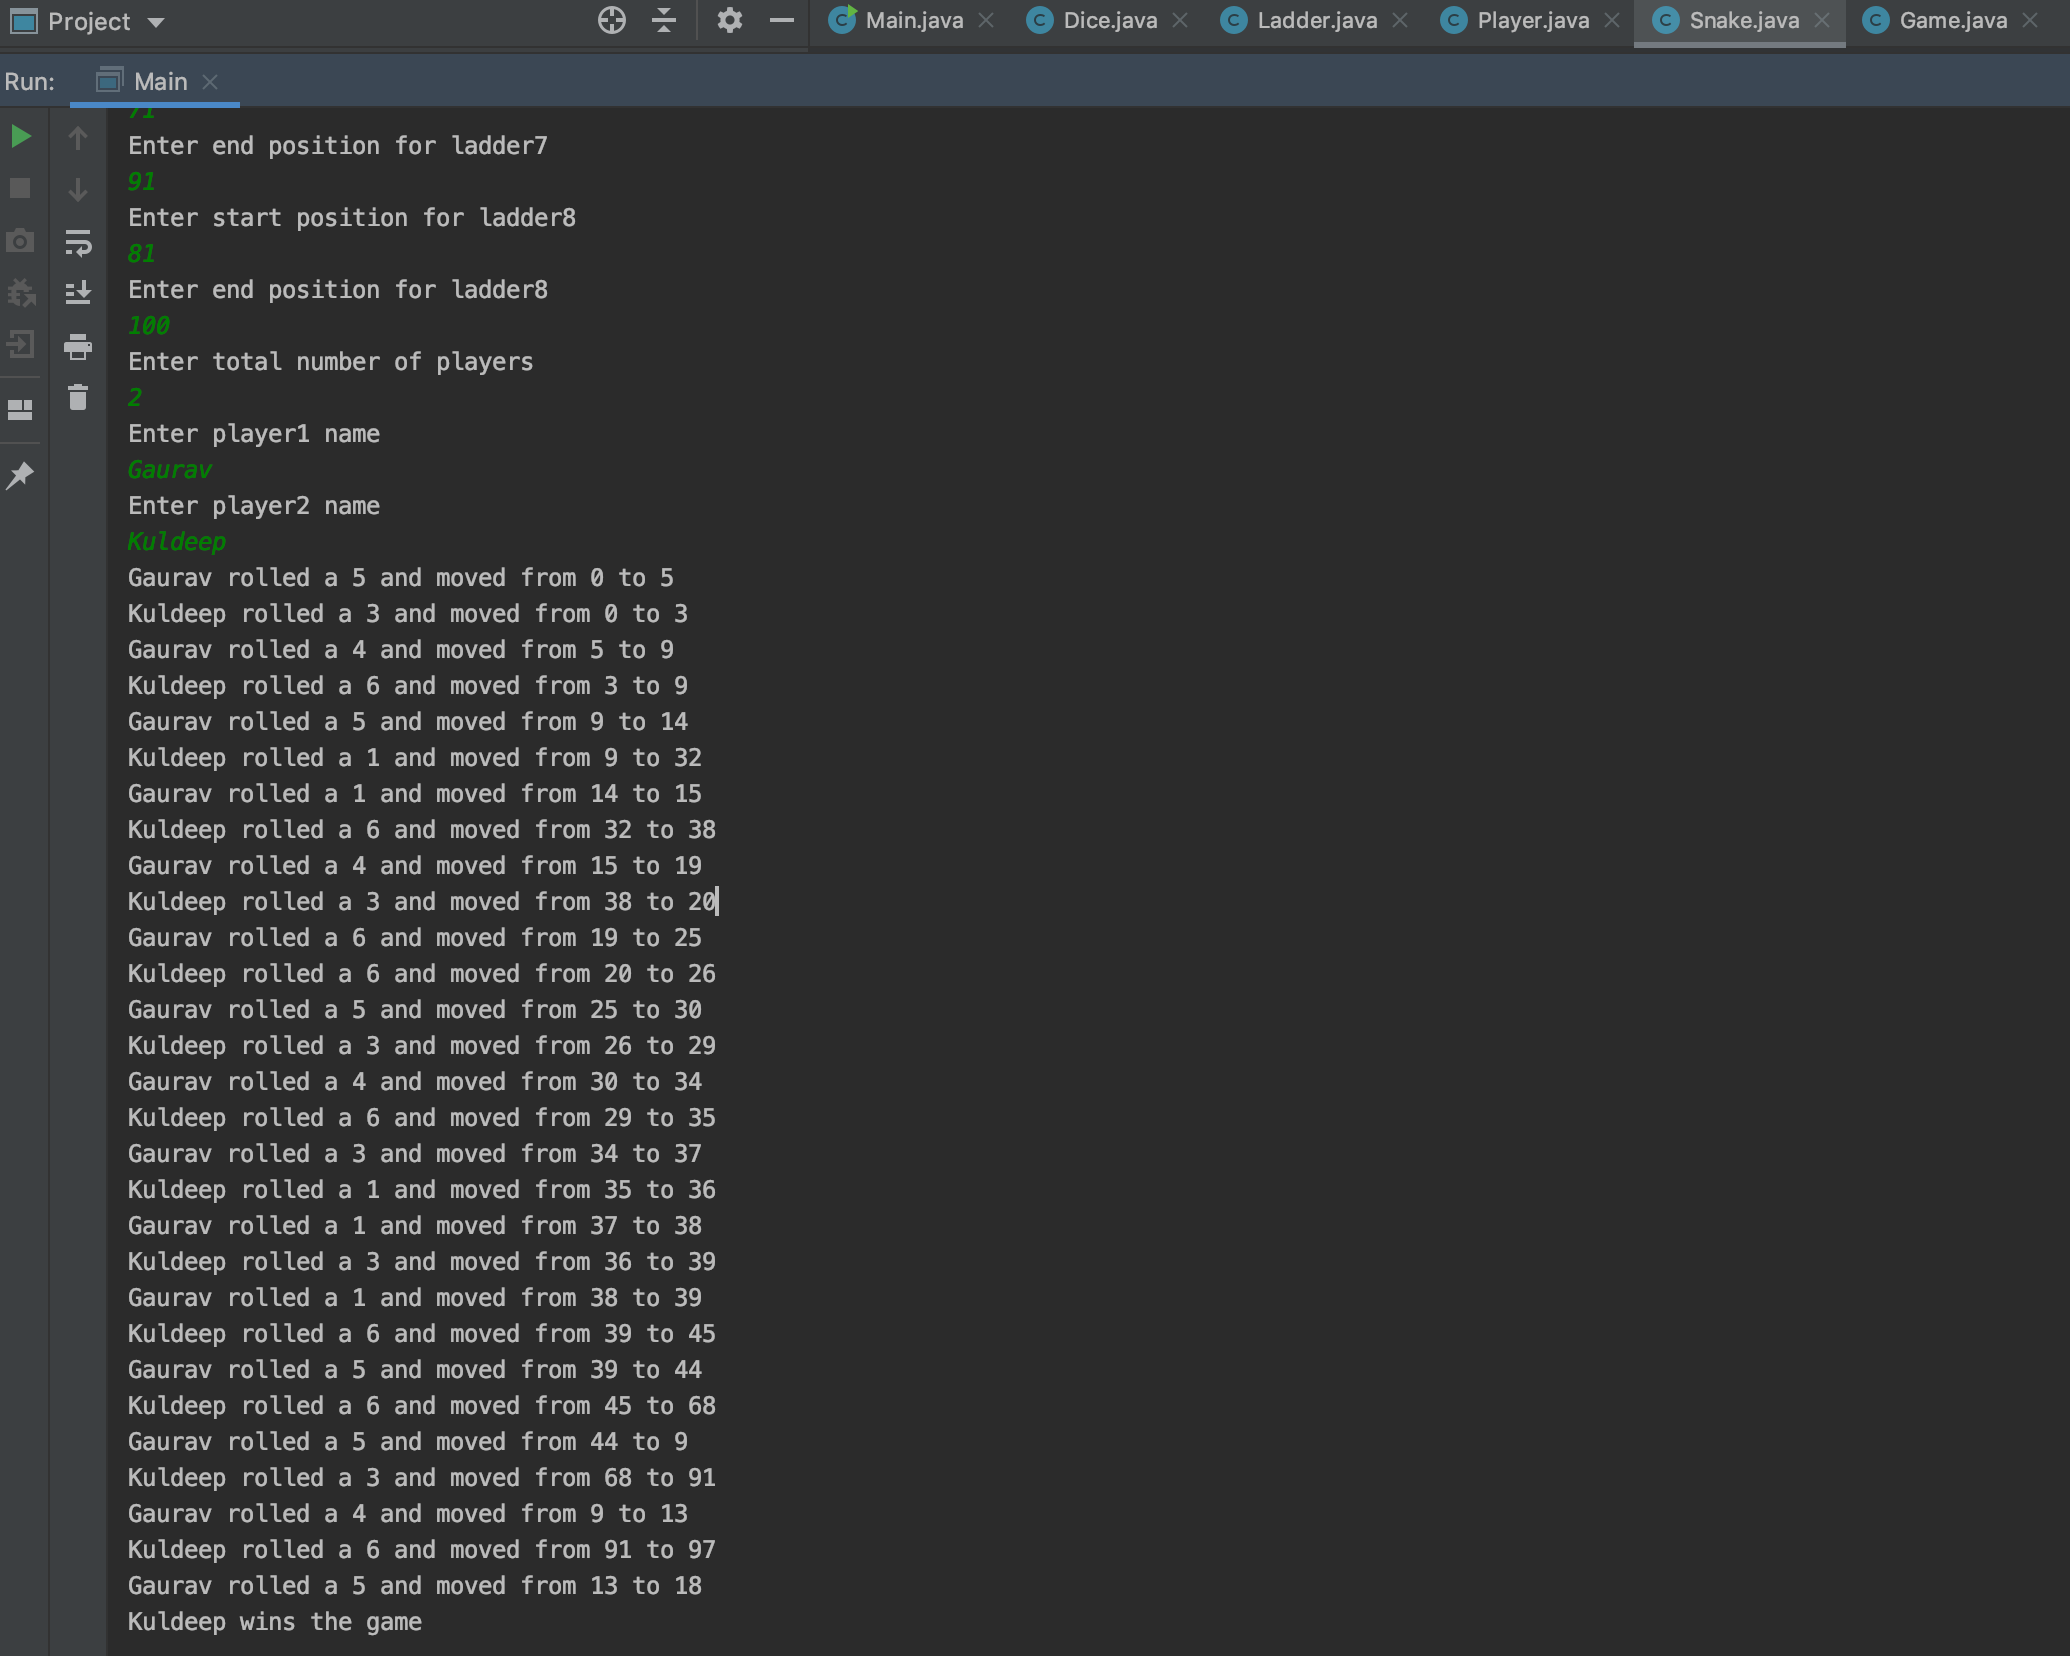 Project
Main.java
Dice.java
Ladder.java
Player.java
Snake.java
Game.java
Run:
Main
71
Enter end position for ladder7
91
Enter start position for ladder8
81
Enter end position for ladder8
100
Enter total number of players
2
Enter player1 name
Gaurav
Enter player2 name
Kuldeep
Gaurav rolled a 5 and moved from 0 to 5
Kuldeep rolled a 3 and moved from 0 to 3
Gaurav rolled a 4 and moved from 5 to 9
Kuldeep rolled a 6 and moved from 3 to 9
Gaurav rolled a 5 and moved from 9 to 14
Kuldeep rolled a 1 and moved from 9 to 32
Gaurav rolled a 1 and moved from 14 to 15
Kuldeep rolled a 6 and moved from 32 to 38
Gaurav rolled a 4 and moved from 15 to 19
Kuldeep rolled a 3 and moved from 38 to 20
Gaurav rolled a 6 and moved from 19 to 25
Kuldeep rolled a 6 and moved from 20 to 26
Gaurav rolled a 5 and moved from 25 to 30
Kuldeep rolled a 3 and moved from 26 to 29
Gaurav rolled a 4 and moved from 30 to 34
Kuldeep rolled a 6 and moved from 29 to 35
Gaurav rolled a 3 and moved from 34 to 37
Kuldeep rolled a 1 and moved from 35 to 36
Gaurav rolled a 1 and moved from 37 to 38
Kuldeep rolled a 3 and moved from 36 to 39
Gaurav rolled a 1 and moved from 38 to 39
Kuldeep rolled a 6 and moved from 39 to 45
Gaurav rolled a 5 and moved from 39 to 44
Kuldeep rolled a 6 and moved from 45 to 68
Gaurav rolled a 5 and moved from 44 to 9
Kuldeep rolled a 3 and moved from 68 to 91
Gaurav rolled a 4 and moved from 9 to 13
Kuldeep rolled a 6 and moved from 91 to 97
Gaurav rolled a 5 and moved from 13 to 18
Kuldeep wins the game